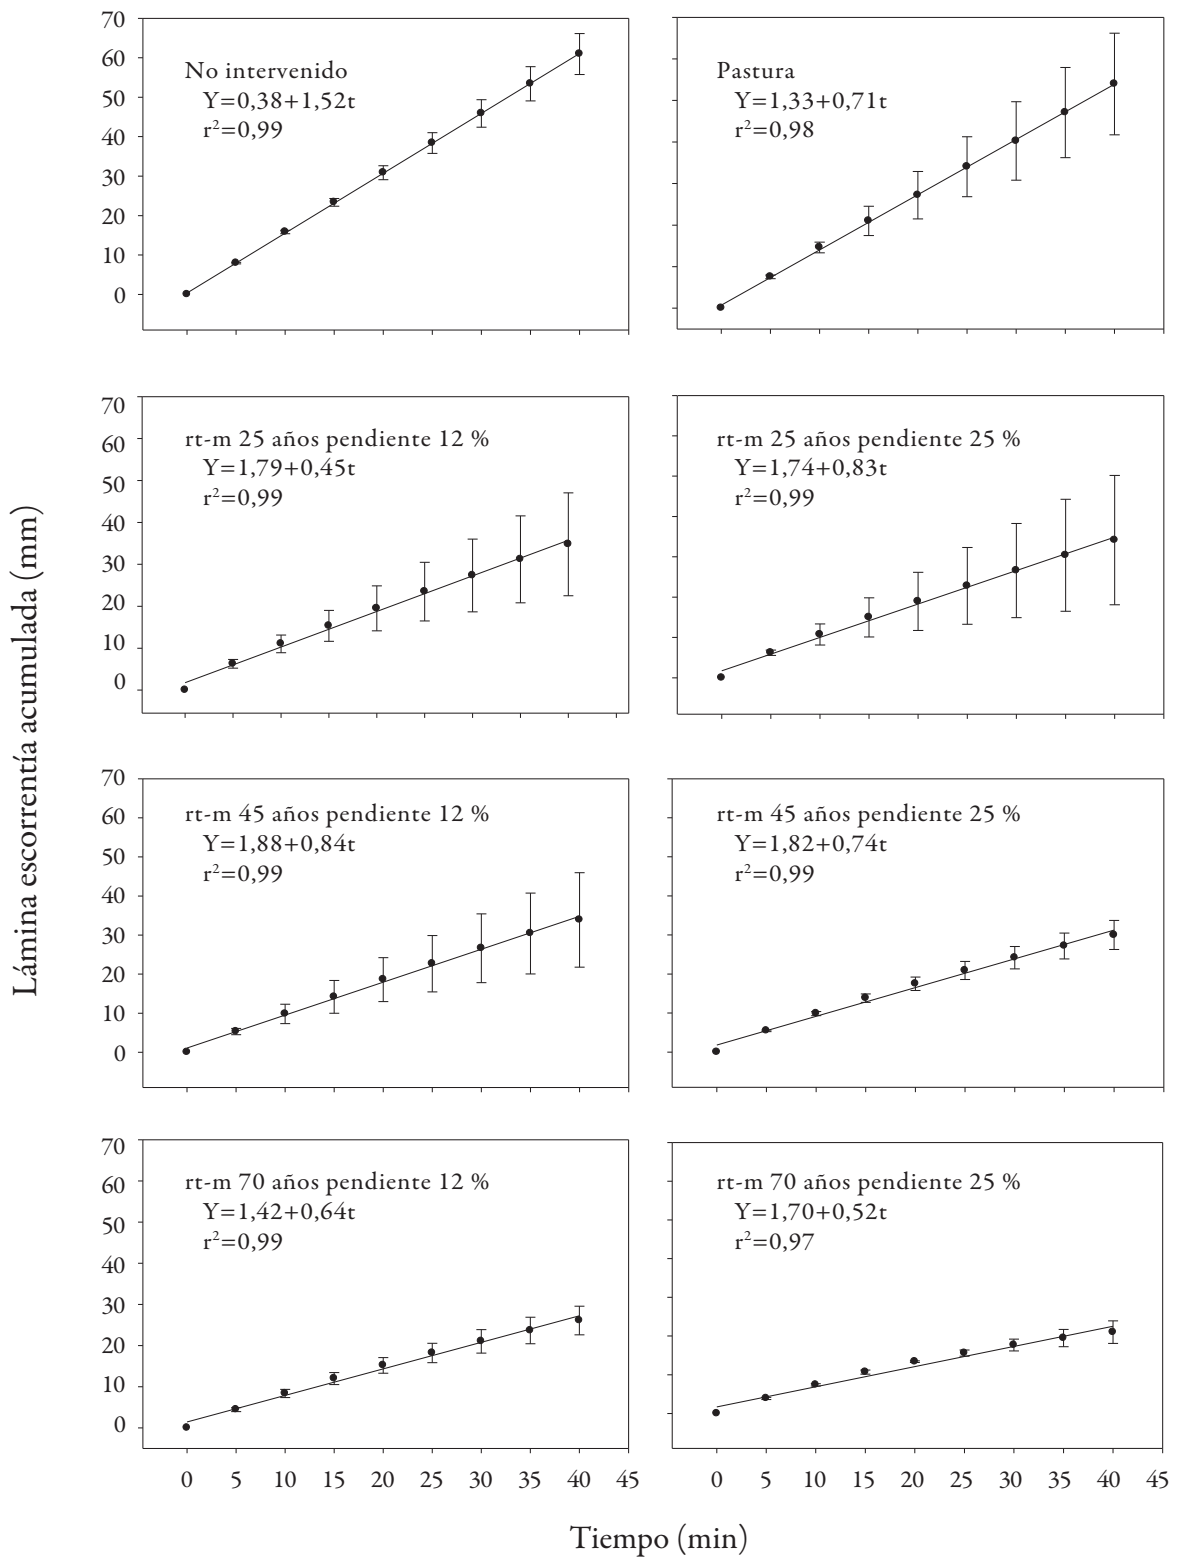 Lámina escorrentía acumulada (mm)
70
60
50
40
30
20
10
0
No intervenido
Y=0,38+1,52t
r²=0,99
Pastura
Y=1,33+0,71t
r²=0,98
70
60
50
40
30
20
10
0
rt-m 25 años pendiente 12 %
Y=1,79+0,45t
r²=0,99
rt-m 25 años pendiente 25 %
Y=1,74+0,83t
r²=0,99
70
60
50
40
30
20
10
0
rt-m 45 años pendiente 12 %
Y=1,88+0,84t
r²=0,99
rt-m 45 años pendiente 25 %
Y=1,82+0,74t
r²=0,99
70
60
50
40
30
20
10
0
rt-m 70 años pendiente 12 %
Y=1,42+0,64t
r²=0,99
rt-m 70 años pendiente 25 %
Y=1,70+0,52t
r²=0,97
0 5 10 15 20 25 30 35 40 45
0 5 10 15 20 25 30 35 40 45
Tiempo (min)